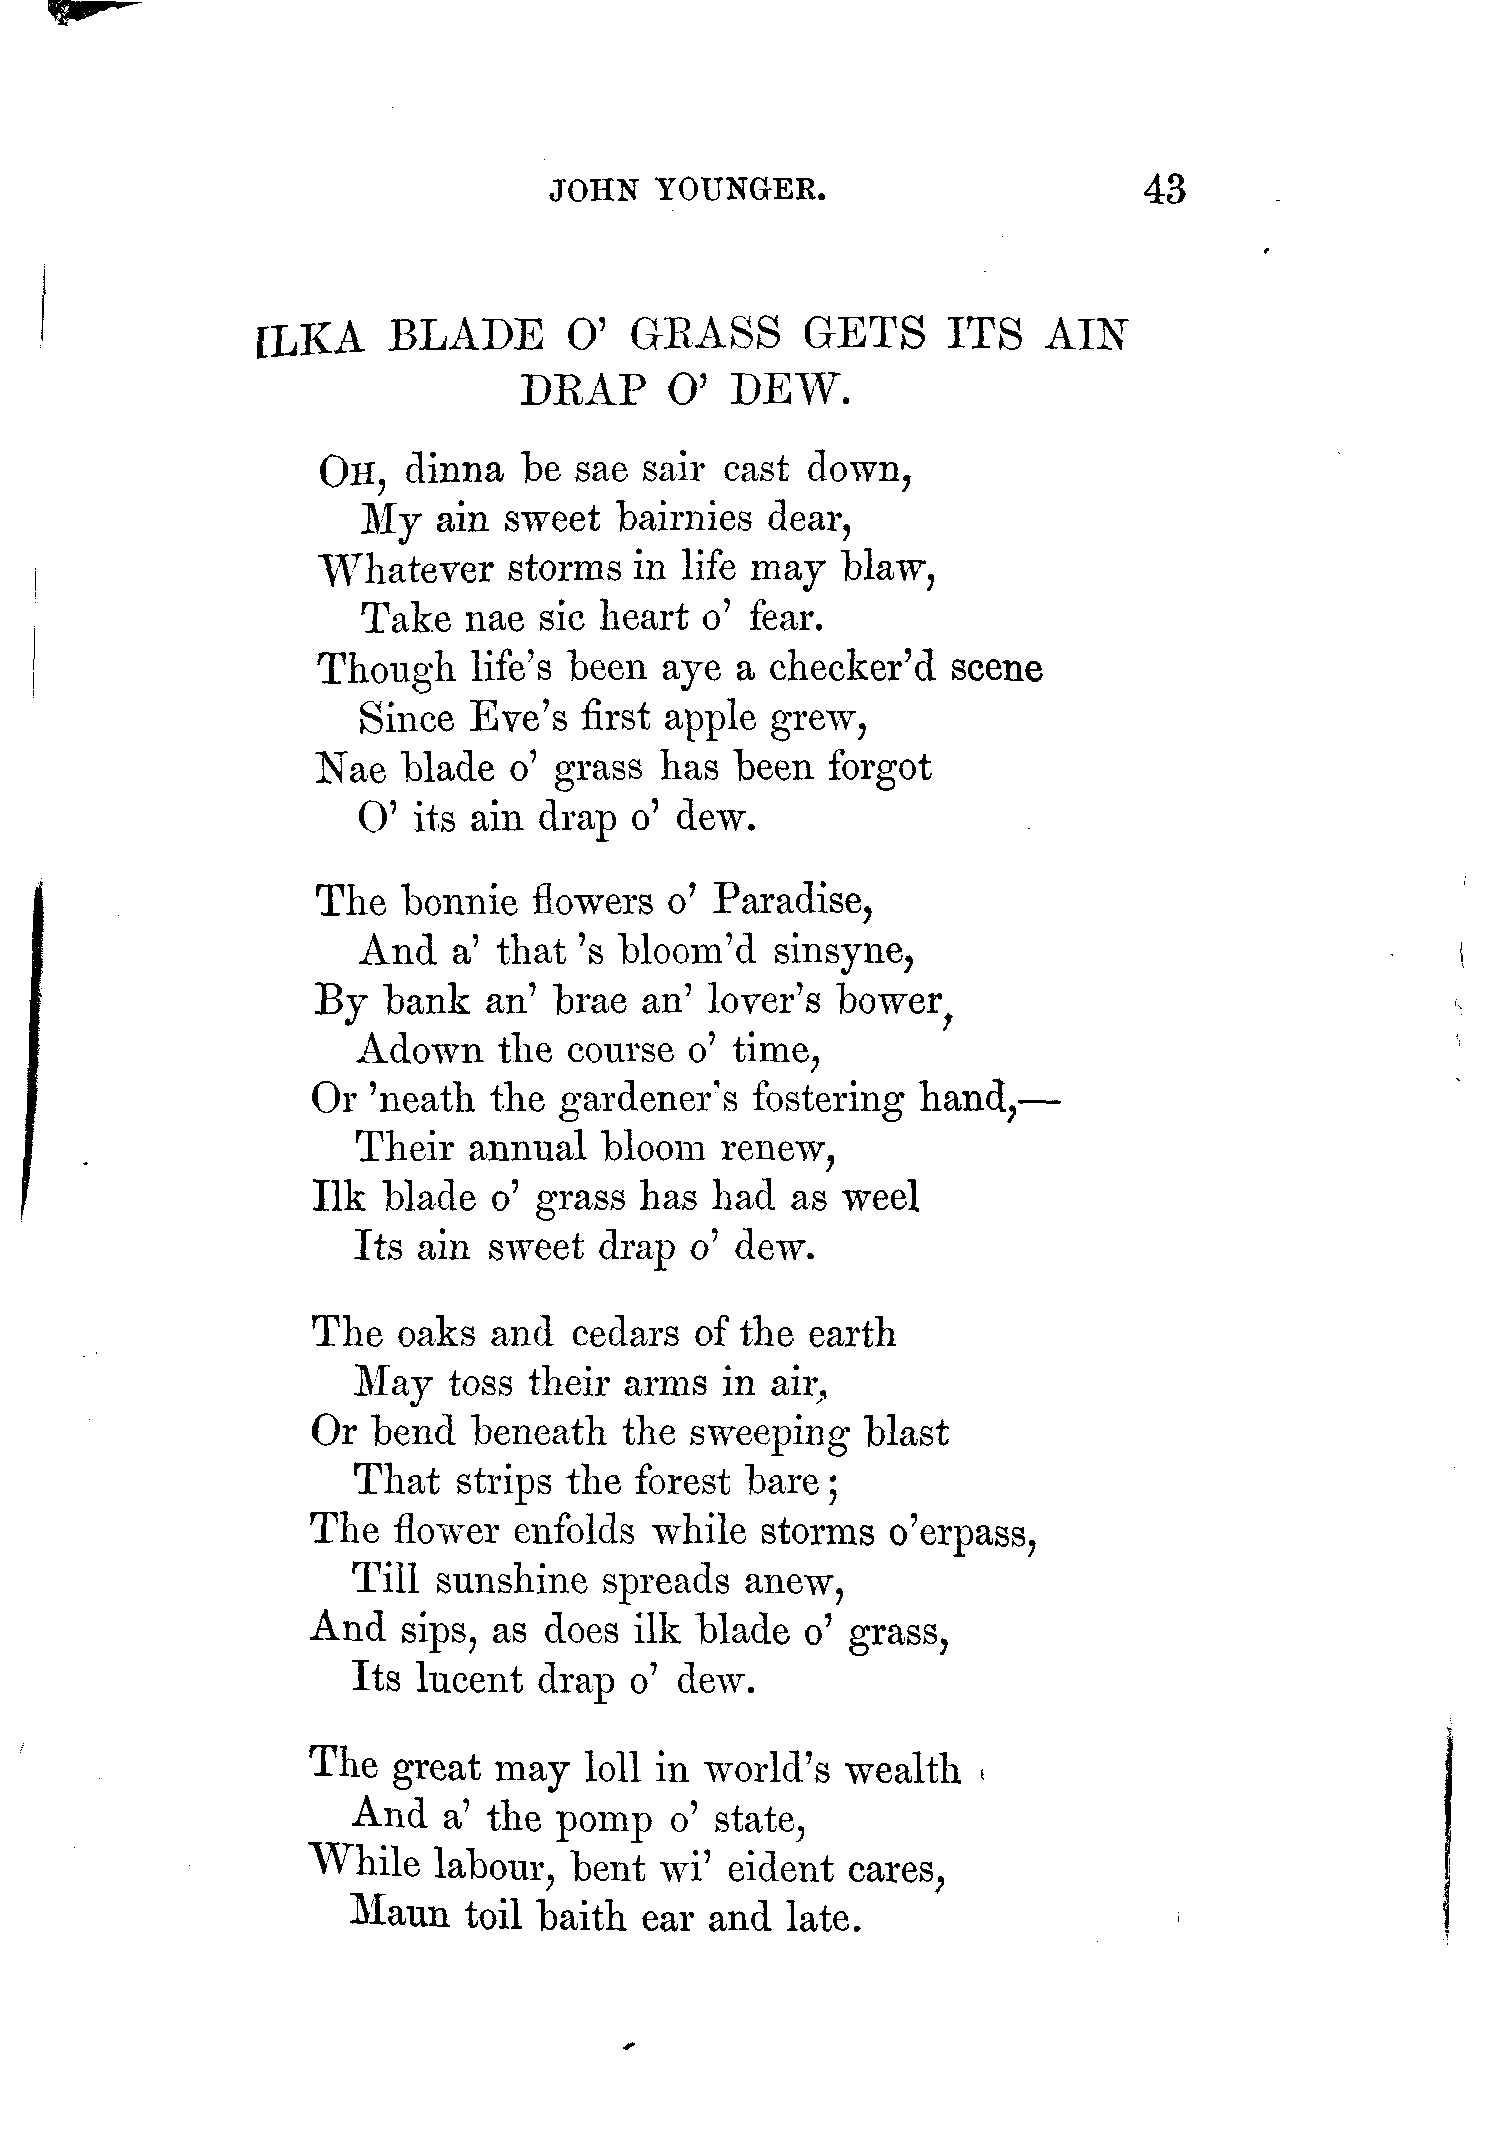 JOHN YOUNGER. 43
ILKA BLADE O' GRASS GETS ITS AIN
DRAP O' DEW.
OH, dinna be sae sair cast down,
My ain sweet bairnies dear,
Whatever storms in life may blaw,
Take nae sic heart o' fear.
Though life's been aye a checker'd scene
Since Eve's first apple grew,
Nae blade o' grass has been forgot
O' its ain drap o' dew.
The bonnie flowers o' Paradise,
And a' that 's bloom'd sinsyne,
By bank an' brae an' lover's bower,
Adown the course o' time,
Or 'neath the gardener's fostering hand,—
Their annual bloom renew,
Ilk blade o' grass has had as weel
Its ain sweet drap o' dew.
The oaks and cedars of the earth
May toss their arms in air,
Or bend beneath the sweeping blast
That strips the forest bare;
The flower enfolds while storms o'erpass,
Till sunshine spreads anew,
And sips, as does ilk blade o' grass,
Its lucent drap o' dew.
The great may loll in world's wealth
And a' the pomp o' state,
While labour, bent wi' eident cares,
Maun toil baith ear and late.